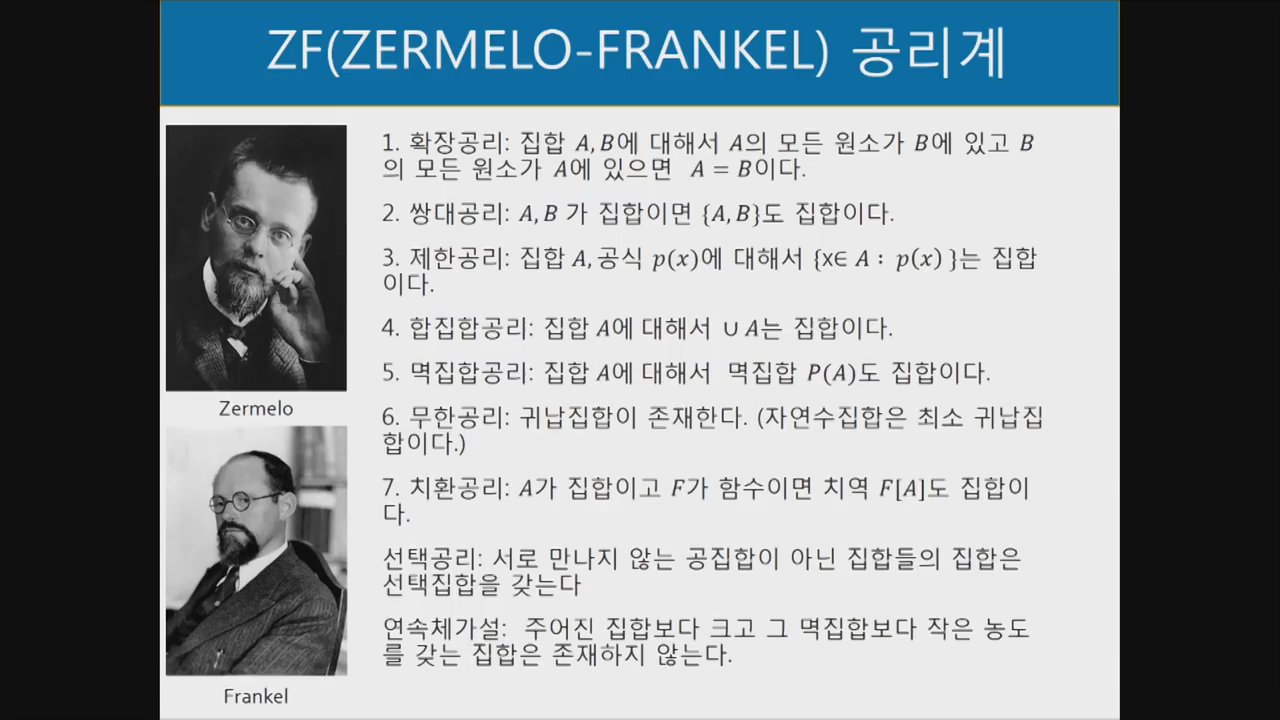 ZF(ZERMELO-FRANKEL) 공리계
1. 확장공리: 집합 A, B에 대해서 A의 모든 원소가 B에 있고 B
의 모든 원소가 A에 있으면 A = B이다.
2. 쌍대공리: A, B 가 집합이면 {A, B}도 집합이다.
3. 제한공리: 집합 A, 공식 p(x)에 대해서 {x∈ A : p(x) }는 집합
이다.
4. 합집합공리: 집합 A에 대해서 ∪ A는 집합이다.
5. 멱집합공리: 집합 A에 대해서 멱집합 P(A)도 집합이다.
6. 무한공리: 귀납집합이 존재한다. (자연수집합은 최소 귀납집
합이다.)
7. 치환공리: A가 집합이고 F가 함수이면 치역 F[A]도 집합이
다.
선택공리: 서로 만나지 않는 공집합이 아닌 집합들의 집합은
선택집합을 갖는다
연속체가설: 주어진 집합보다 크고 그 멱집합보다 작은 농도
를 갖는 집합은 존재하지 않는다.
Zermelo
Frankel